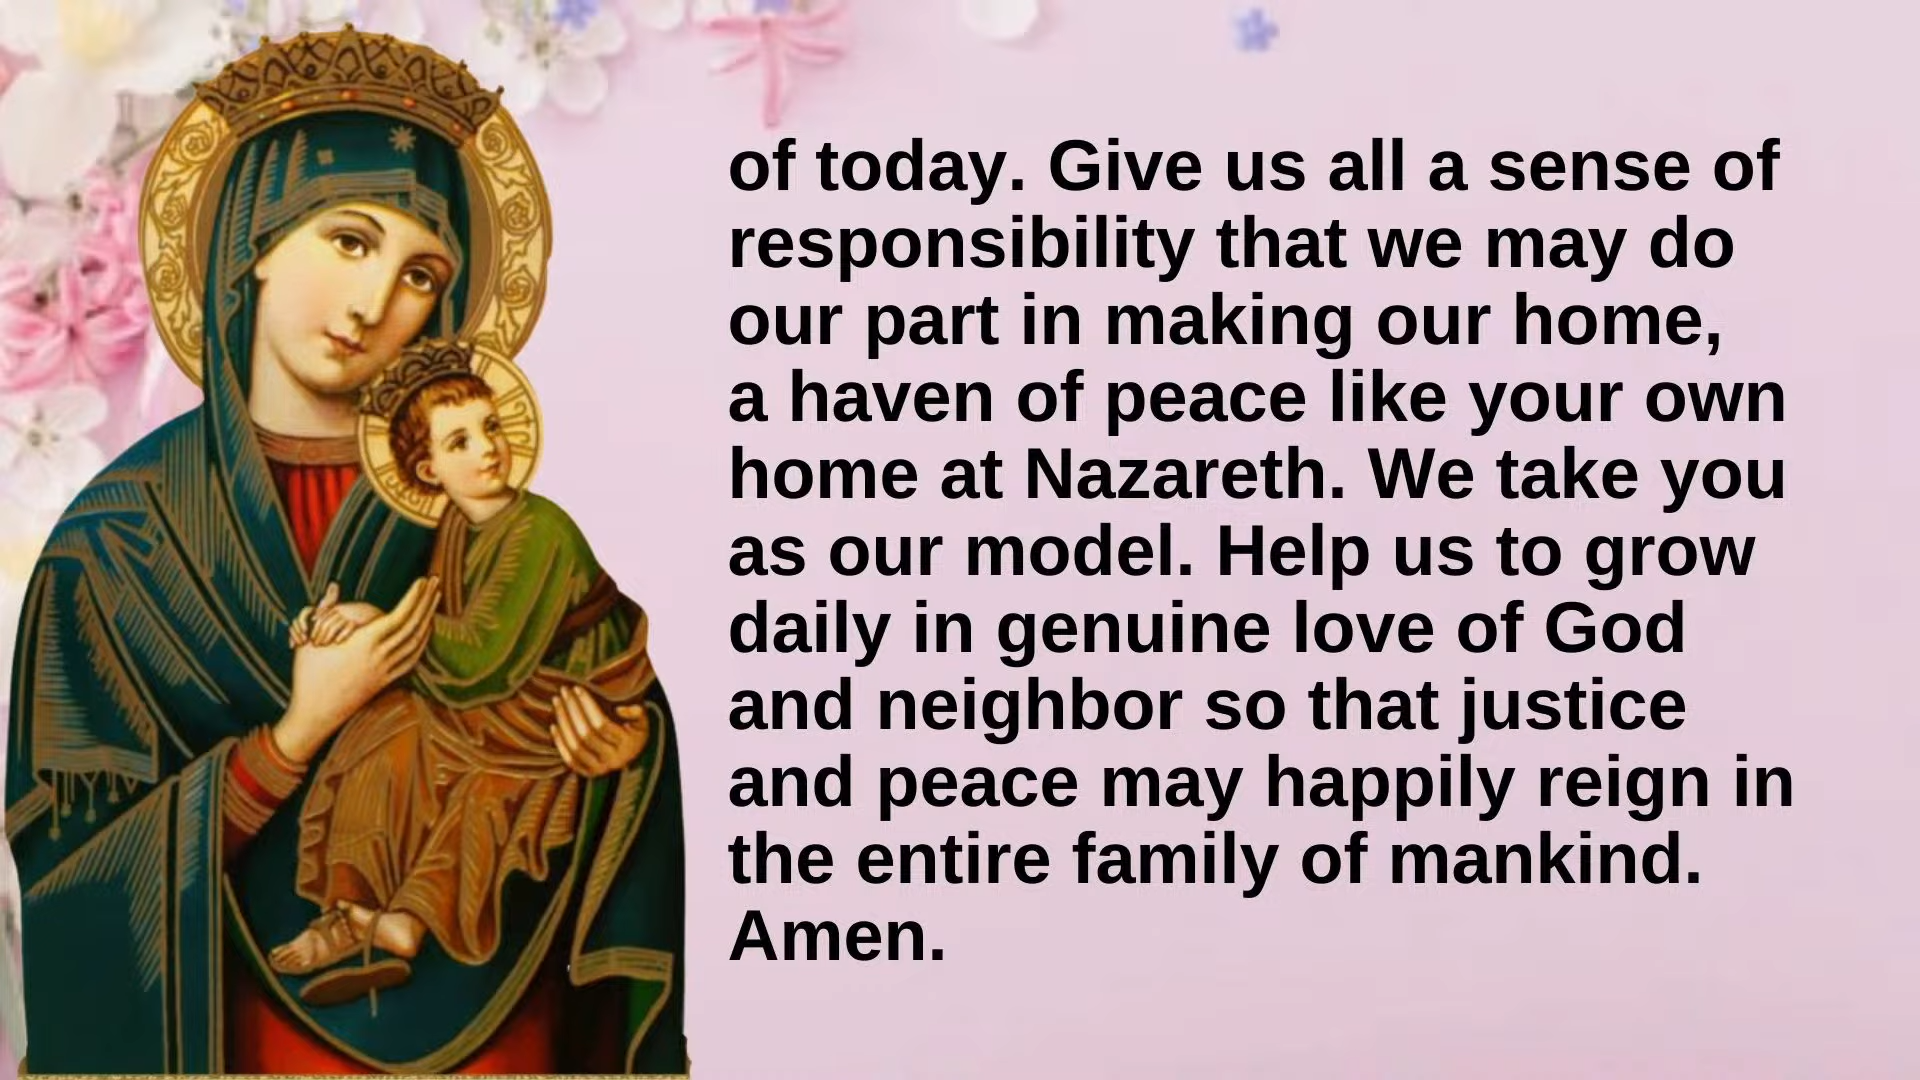 of today. Give us all a sense of
responsibility that we may do
our part in making our home,
a haven of peace like your own
home at Nazareth. We take you
as our model. Help us to grow
daily in genuine love of God
and neighbor so that justice
and peace may happily reign in
the entire family of mankind.
Amen.